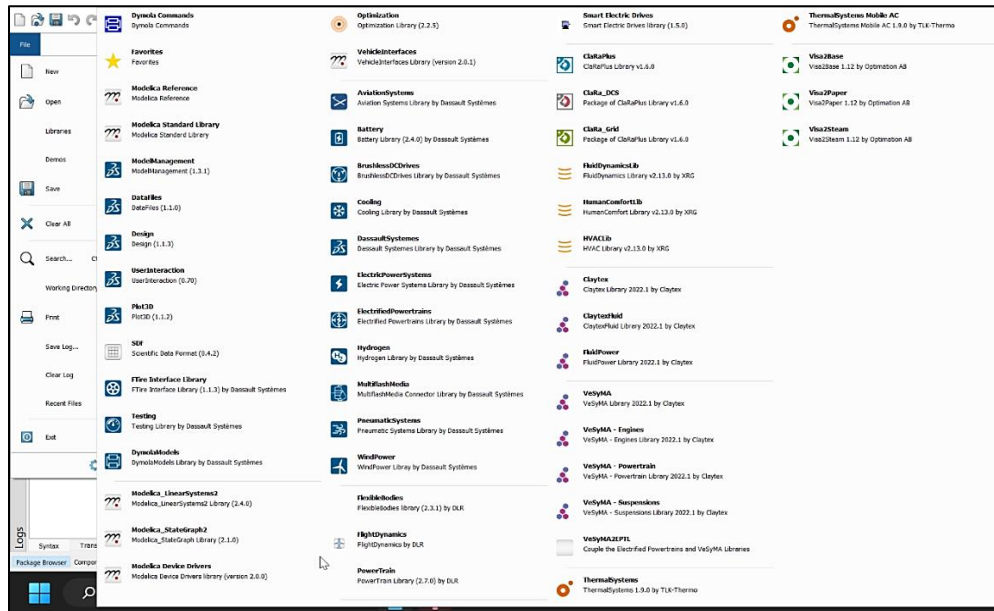 File
New
Open
Libraries
Demos
Save
Clear All
Search...
Working Directory
Print
Save Log...
Clear Log
Recent Files
Exit
Logs
Syntax
Trans
Package Browser
Compor
Dymola Commands
Dymola Commands
Favorites
Favorites
Modelica Reference
Modelica Reference
Modelica Standard Library
Modelica Standard Library
ModelManagement
ModelManagement (1.3.1)
DataFiles
DataFiles (1.1.0)
Design
Design (1.1.3)
UserInteraction
UserInteraction (0.70)
Plot3D
Plot3D (1.1.2)
SDF
Scientific Data Format (0.4.2)
FTire Interface Library
FTire Interface Library (1.1.3) by Dassault Systèmes
Testing
Testing Library by Dassault Systèmes
DymolaModels
DymolaModels Library by Dassault Systèmes
Modelica_LinearSystems2
Modelica_LinearSystems2 Library (2.4.0)
Modelica_StateGraph2
Modelica_StateGraph Library (2.1.0)
Modelica Device Drivers
Modelica Device Drivers library (version 2.0.0)
Optimization
Optimization Library (2.2.5)
VehicleInterfaces
VehicleInterfaces Library (version 2.0.1)
AviationSystems
Aviation Systems Library by Dassault Systèmes
Battery
Battery Library (2.4.0) by Dassault Systèmes
BrushlessDCDrives
BrushlessDCDrives Library by Dassault Systèmes
Cooling
Cooling Library by Dassault Systèmes
DassaultSystemes
Dassault Systemes Library by Dassault Systèmes
ElectricPowerSystems
Electric Power Systems Library by Dassault Systèmes
ElectrifiedPowertrains
Electrified Powertrains Library by Dassault Systèmes
Hydrogen
Hydrogen Library by Dassault Systèmes
MultiflashMedia
MultiflashMedia Connector Library by Dassault Systèmes
PneumaticSystems
Pneumatic Systems Library by Dassault Systèmes
WindPower
WindPower Libray by Dassault Systèmes
FlexibleBodies
FlexibleBodies library (2.3.1) by DLR
FlightDynamics
FlightDynamics by DLR
PowerTrain
PowerTrain Library (2.7.0) by DLR
Smart Electric Drives
Smart Electric Drives library (1.5.0)
ClaRaPlus
ClaRaPlus Library v1.6.0
ClaRa_DCS
Package of ClaRaPlus Library v1.6.0
ClaRa_Grid
Package of ClaRaPlus Library v1.6.0
FluidDynamicsLib
FluidDynamics Library v2.13.0 by XRG
HumanComfortLib
HumanComfort Library v2.13.0 by XRG
HVACLib
HVAC Library v2.13.0 by XRG
Claytex
Claytex Library 2022.1 by Claytex
ClaytexFluid
ClaytexFluid Library 2022.1 by Claytex
FluidPower
FluidPower Library 2022.1 by Claytex
VeSyMA
VeSyMA Library 2022.1 by Claytex
VeSyMA - Engines
VeSyMA - Engines Library 2022.1 by Claytex
VeSyMA - Powertrain
VeSyMA - Powertrain Library 2022.1 by Claytex
VeSyMA - Suspensions
VeSyMA - Suspensions Library 2022.1 by Claytex
VeSyMA2EPTL
Couple the Electrified Powertrains and VeSyMA Libraries
ThermalSystems
ThermalSystems 1.9.0 by TLK-Thermo
ThermalSystems Mobile AC
ThermalSystems Mobile AC 1.9.0 by TLK-Thermo
Visa2Base
Visa2Base 1.12 by Optimation AB
Visa2Paper
Visa2Paper 1.12 by Optimation AB
Visa2Steam
Visa2Steam 1.12 by Optimation AB